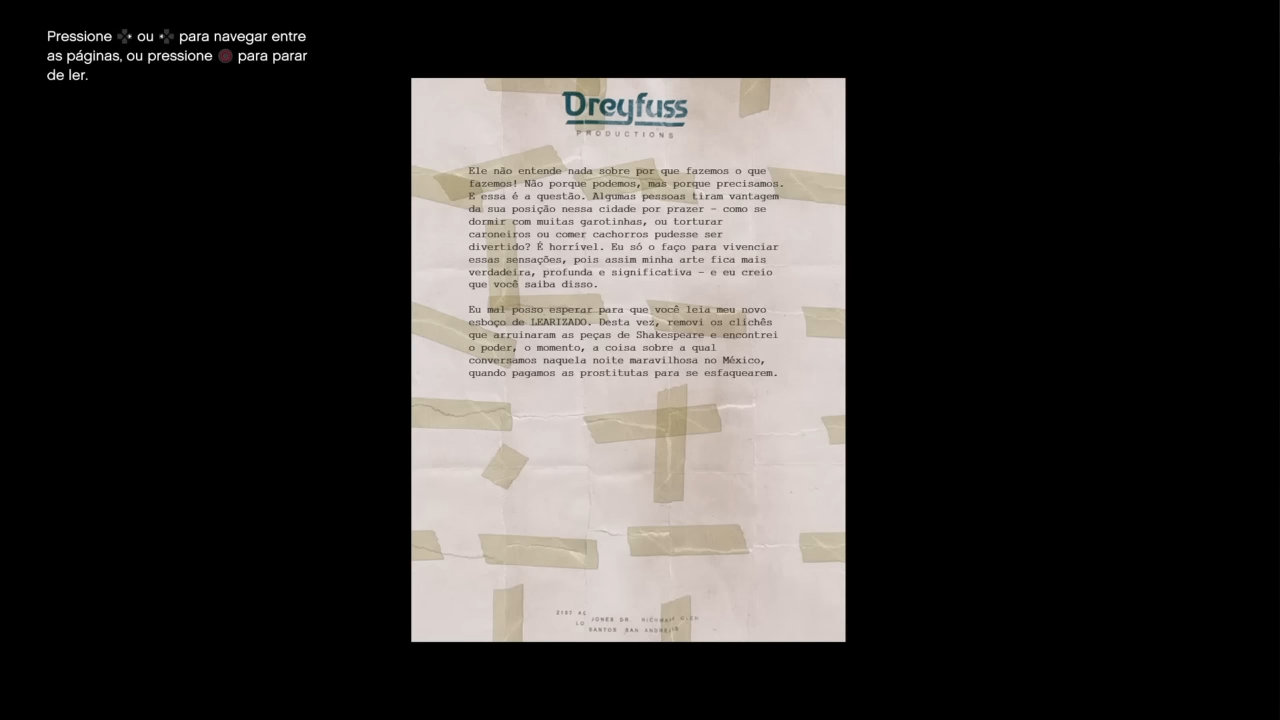 Pressione ou para navegar entre
as páginas, ou pressione para parar
de ler.
Dreyfuss
PRODUCTIONS
Ele não entende nada sobre por que fazemos o que
fazemos! Não porque podemos, mas porque precisamos.
E essa é a questão. Algumas pessoas tiram vantagem
da sua posição nessa cidade por prazer - como se
dormir com muitas garotinhas, ou torturar
caroneiros ou comer cachorros pudesse ser
divertido? É horrível. Eu só o faço para vivenciar
essas sensações, pois assim minha arte fica mais
verdadeira, profunda e significativa - e eu creio
que você saiba disso.
Eu mal posso esperar para que você leia meu novo
esboço de LEARIZADO. Desta vez, removi os clichês
que arruinaram as peças de Shakespeare e encontrei
o poder, o momento, a coisa sobre a qual
conversamos naquela noite maravilhosa no México,
quando pagamos as prostitutas para se esfaquearem.
JONES DR.
LO SANTOS SAN